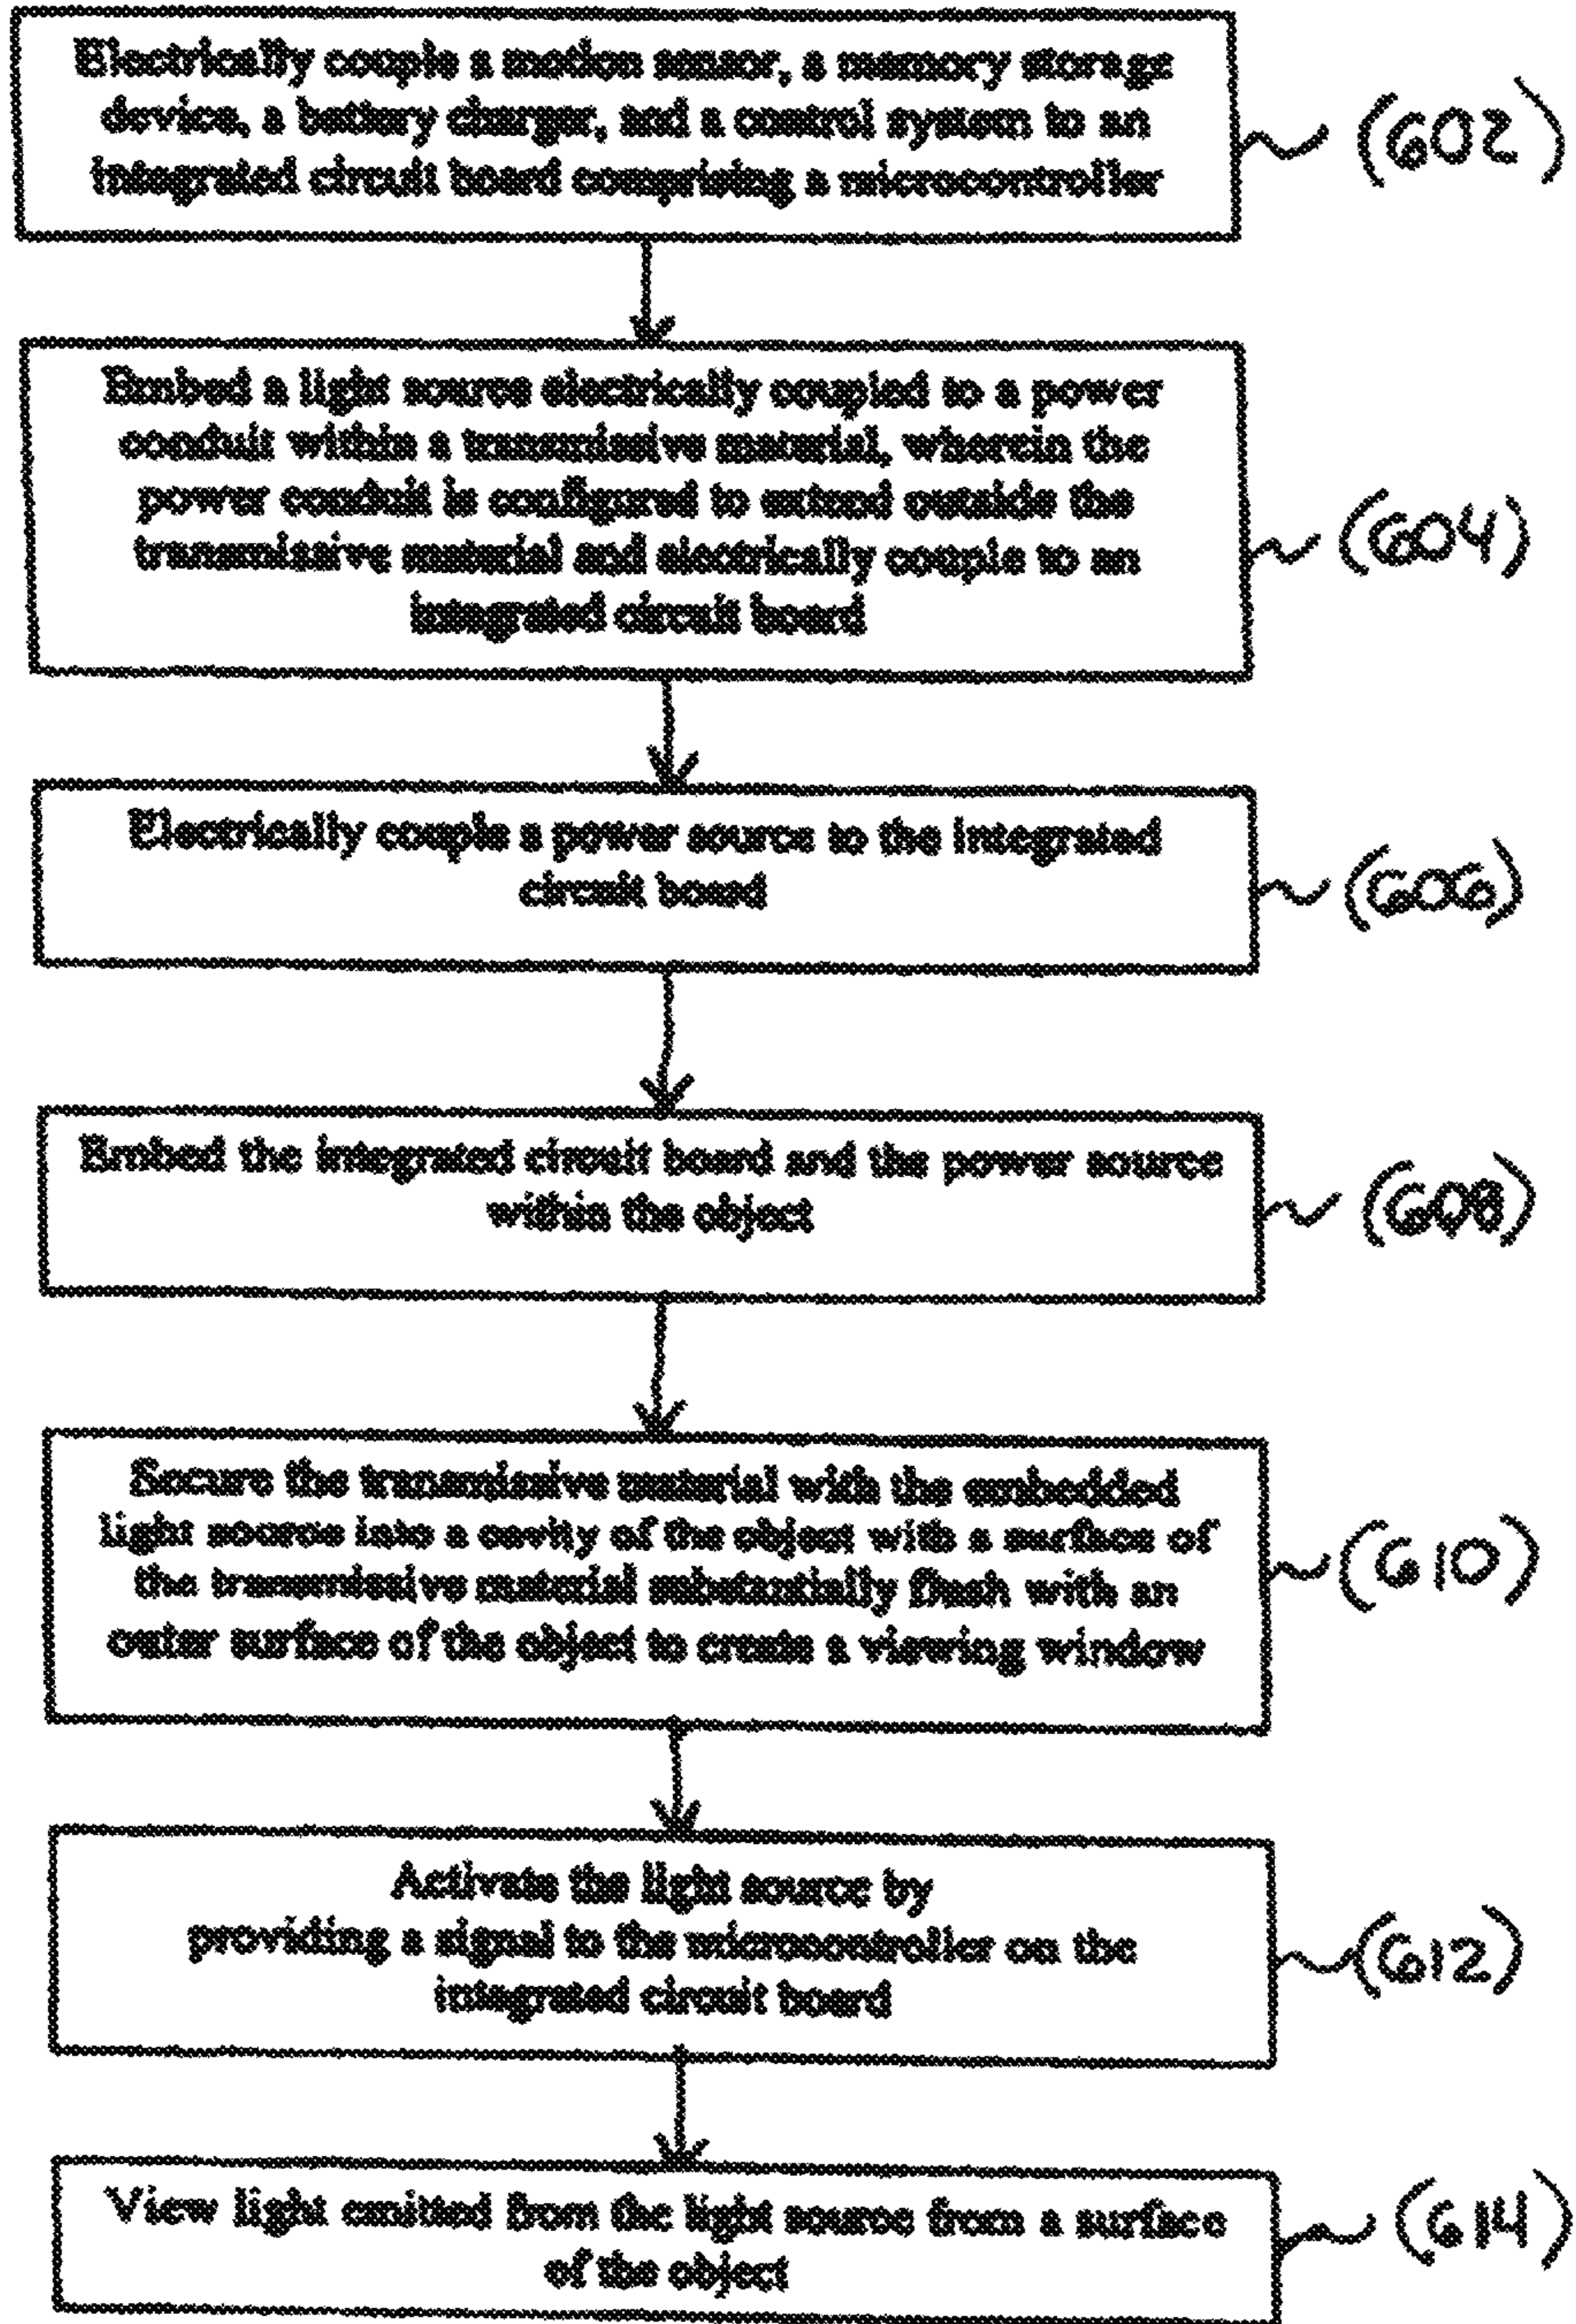 Electrically couple a motion sensor, a memory storage
device, a battery charger, and a control system to an
integrated circuit board comprising a microcontroller
(602)
Embed a light source electrically coupled to a power
conduit within a transmissive material, wherein the
power conduit is configured to extend outside the
transmissive material and electrically couple to an
integrated circuit board
(604)
Electrically couple a power source to the integrated
circuit board
(606)
Embed the integrated circuit board and the power source
within the object
(608)
Secure the transmissive material with the embedded
light source into a cavity of the object with a surface of
the transmissive material substantially flush with an
outer surface of the object to create a viewing window
(610)
Activate the light source by
providing a signal to the microcontroller on the
integrated circuit board
(612)
View light emitted from the light source from a surface
of the object
(614)